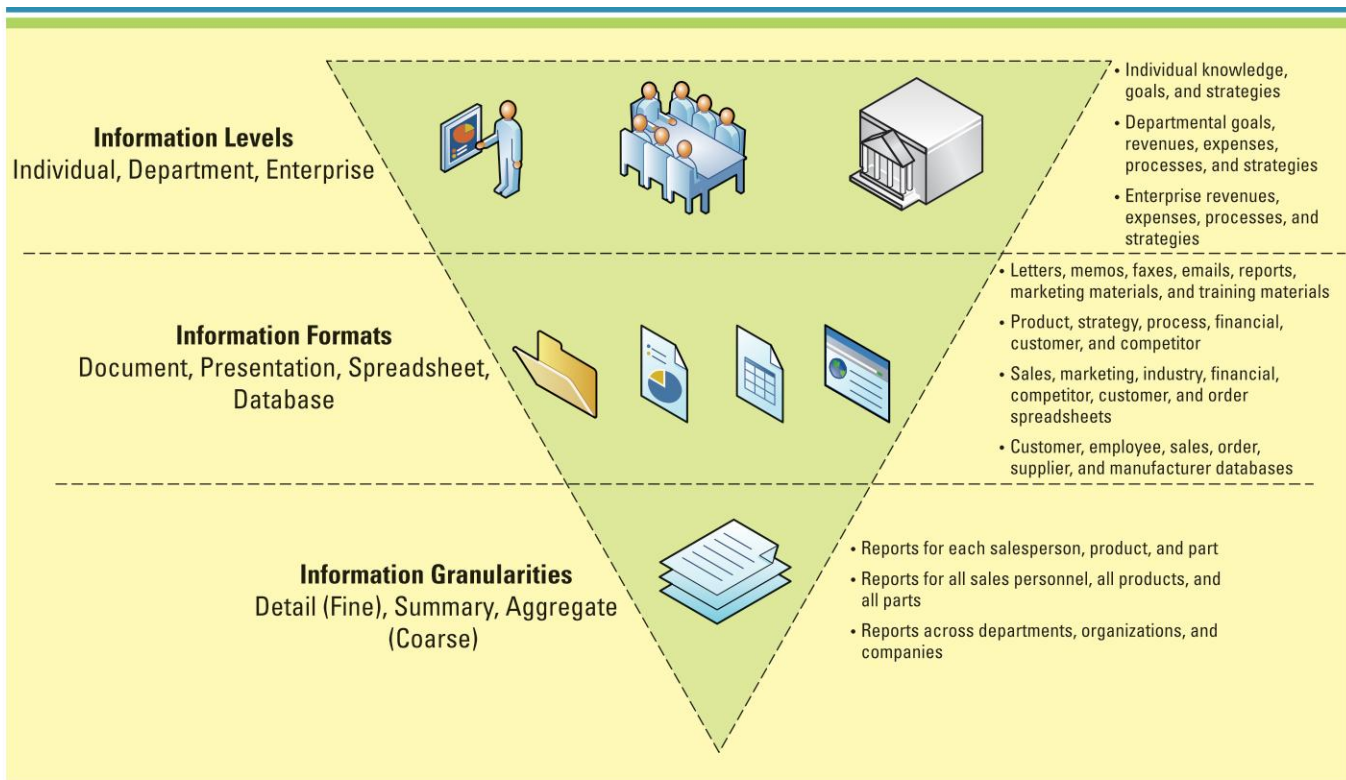 Information Levels
Individual, Department, Enterprise
• Individual knowledge,
goals, and strategies
• Departmental goals,
revenues, expenses,
processes, and strategies
• Enterprise revenues,
expenses, processes, and
strategies
Information Formats
Document, Presentation, Spreadsheet,
Database
• Letters, memos, faxes, emails, reports,
marketing materials, and training materials
• Product, strategy, process, financial,
customer, and competitor
• Sales, marketing, industry, financial,
competitor, customer, and order
spreadsheets
• Customer, employee, sales, order,
supplier, and manufacturer databases
Information Granularities
Detail (Fine), Summary, Aggregate
(Coarse)
• Reports for each salesperson, product, and part
• Reports for all sales personnel, all products, and
all parts
• Reports across departments, organizations, and
companies